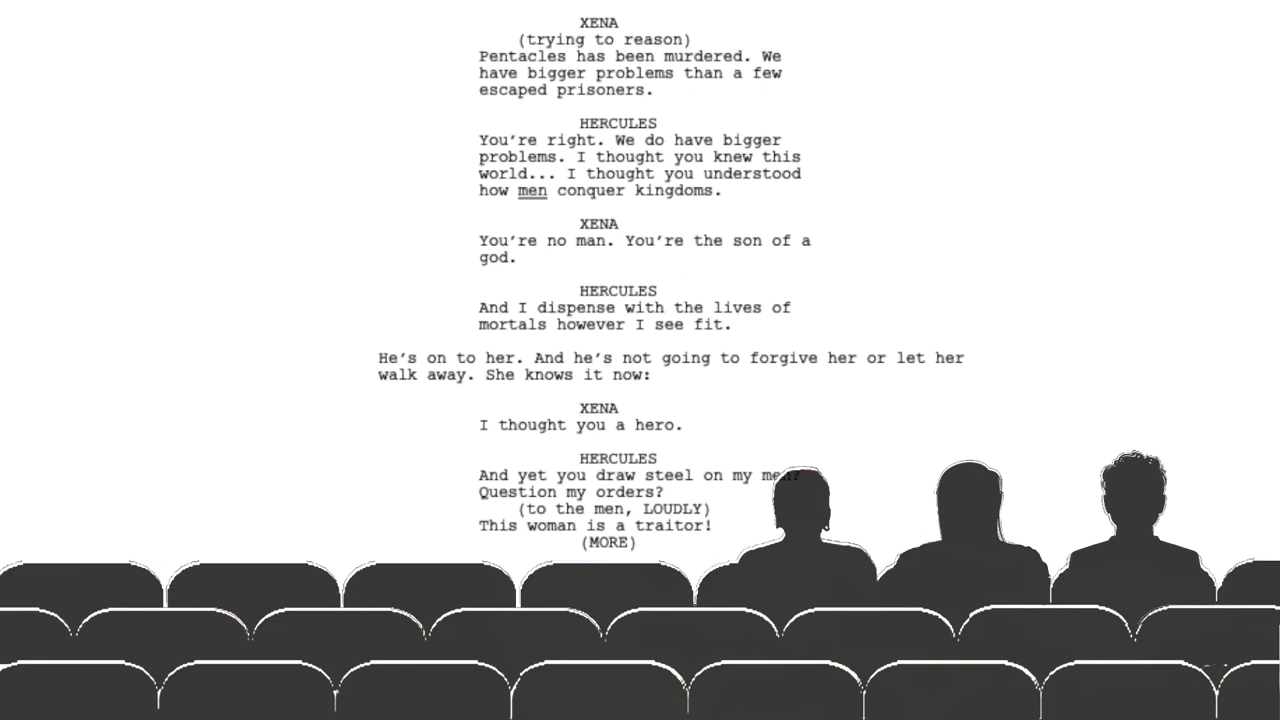 XENA
(trying to reason)
Pentacles has been murdered. We
have bigger problems than a few
escaped prisoners.
HERCULES
You're right. We do have bigger
problems. I thought you knew this
world... I thought you understood
how men conquer kingdoms.
XENA
You're no man. You're the son of a
god.
HERCULES
And I dispense with the lives of
mortals however I see fit.
He's on to her. And he's not going to forgive her or let her
walk away. She knows it now:
XENA
I thought you a hero.
HERCULES
And yet you draw steel on my men?
Question my orders?
(to the men, LOUDLY)
This woman is a traitor!
(MORE)